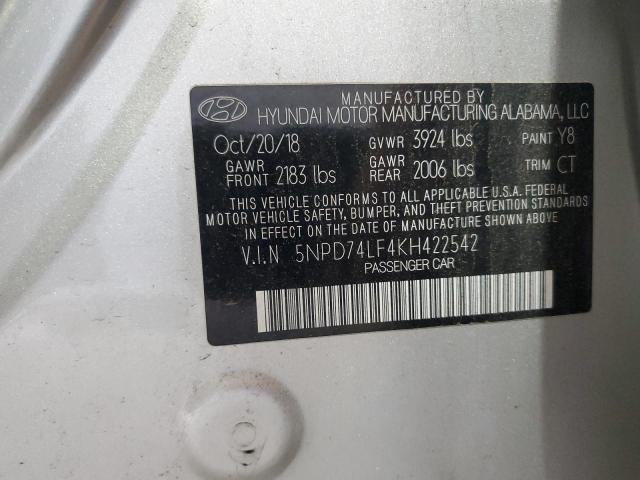 MANUFACTURED BY
HYUNDAI MOTOR MANUFACTURING ALABAMA, LLC
Oct/20/18 GVWR 3924 lbs PAINT Y8
GAWR FRONT 2183 lbs GAWR REAR 2006 lbs TRIM CT
THIS VEHICLE CONFORMS TO ALL APPLICABLE U.S.A. FEDERAL
MOTOR VEHICLE SAFETY, BUMPER, AND THEFT PREVENTION STANDARDS
IN EFFECT ON THE DATE OF MANUFACTURE SHOWN ABOVE.
V.I.N 5NPD74LF4KH422542
PASSENGER CAR